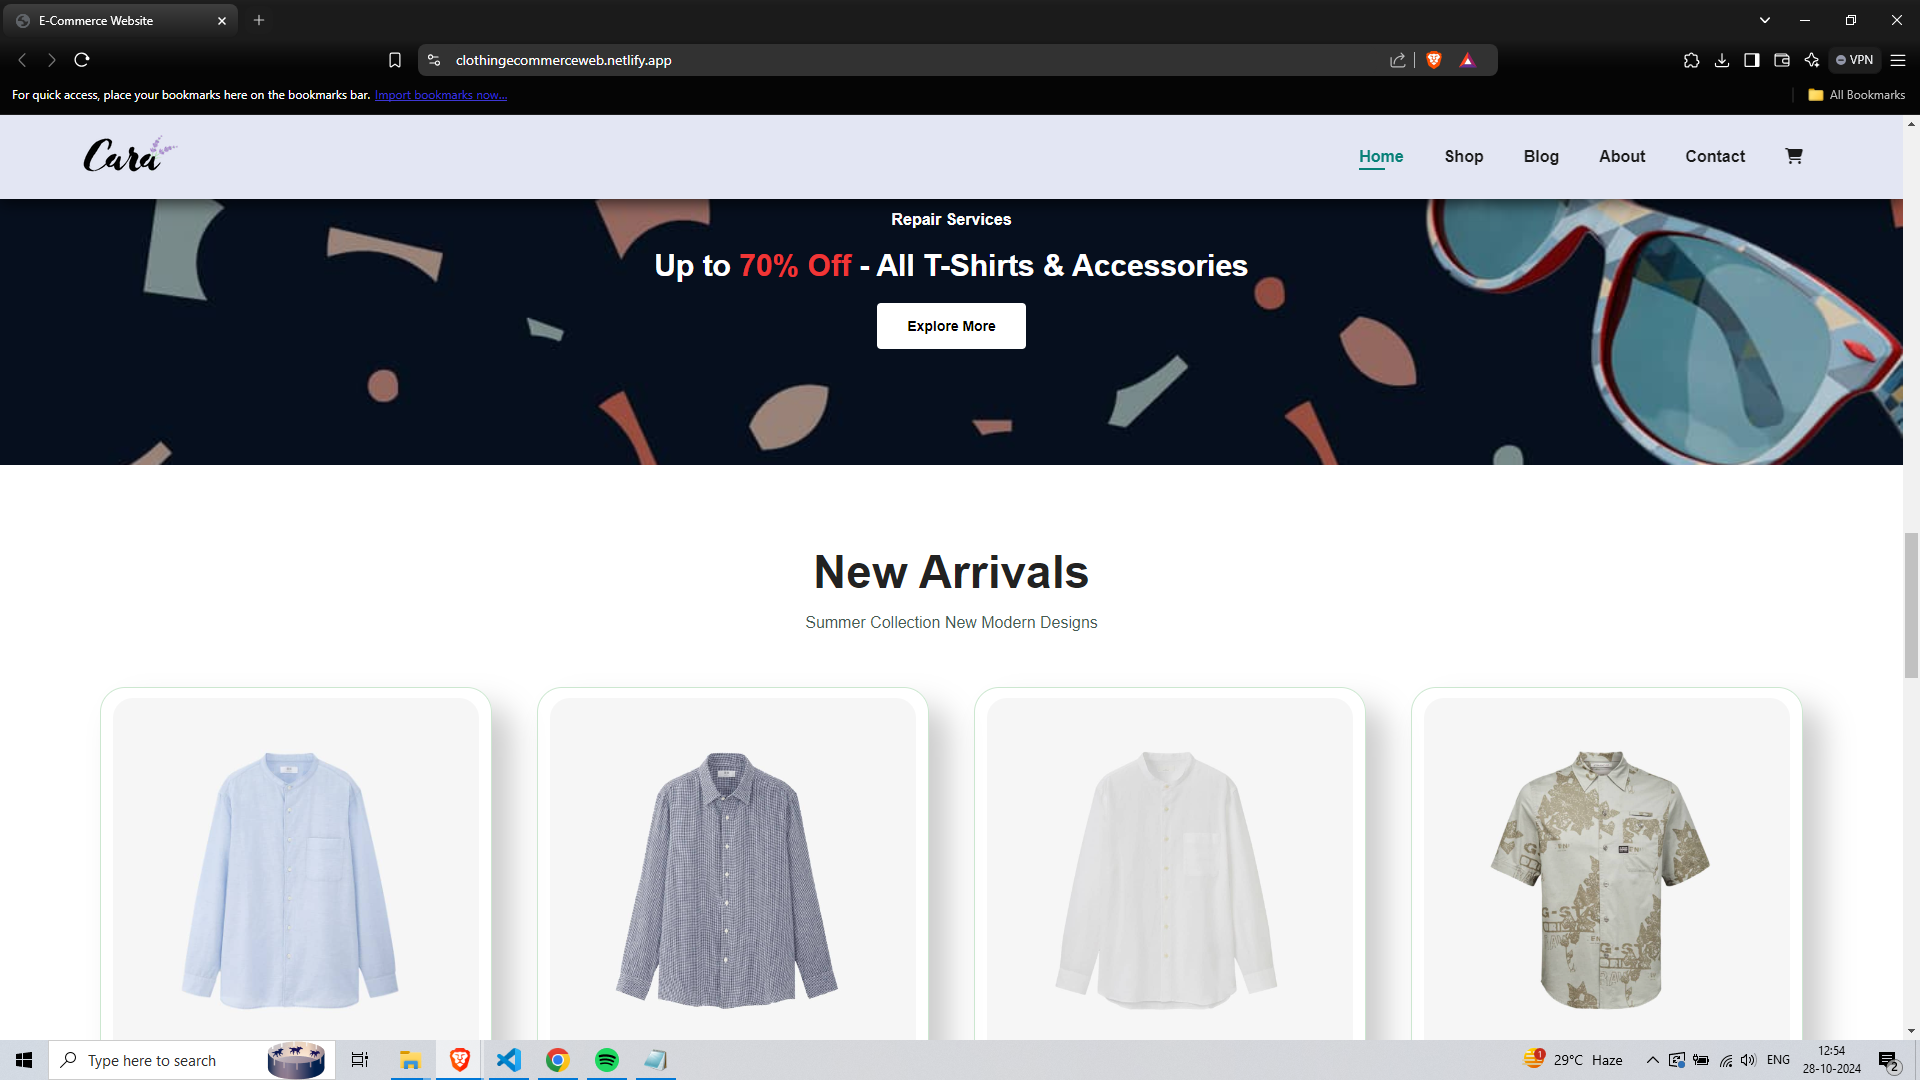 E-Commerce Website
clothingecommerceweb.netlify.app
VPN
For quick access, place your bookmarks here on the bookmarks bar. Import bookmarks now...
All Bookmarks
Cara
Home
Shop
Blog
About
Contact
Repair Services
Up to 70% Off - All T-Shirts & Accessories
Explore More
New Arrivals
Summer Collection New Modern Designs
Type here to search
1
29°C Haze
ENG
12:54
28-10-2024
2